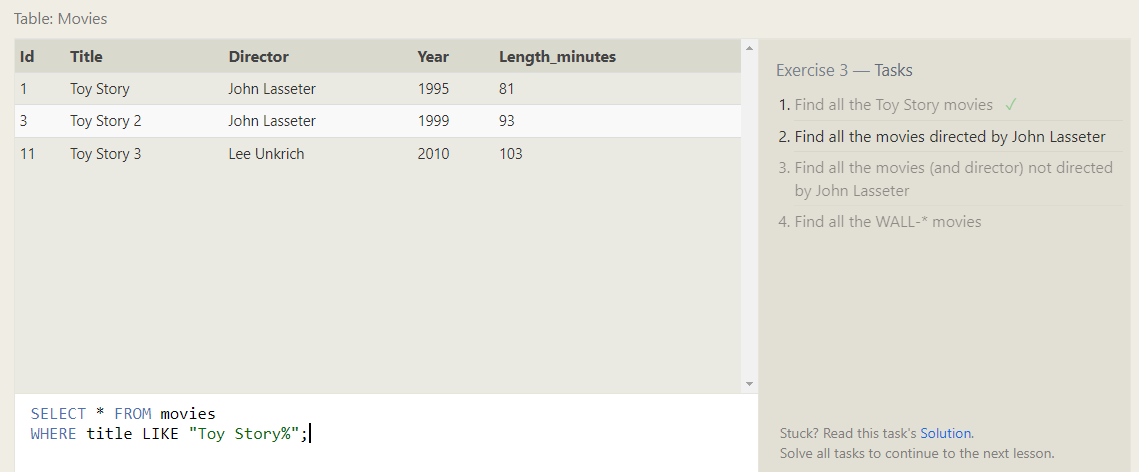 Table: Movies
Id Title Director Year Length_minutes
1 Toy Story John Lasseter 1995 81
3 Toy Story 2 John Lasseter 1999 93
11 Toy Story 3 Lee Unkrich 2010 103
SELECT * FROM movies
WHERE title LIKE "Toy Story%";
Exercise 3 — Tasks
1. Find all the Toy Story movies ✓
2. Find all the movies directed by John Lasseter
3. Find all the movies (and director) not directed
by John Lasseter
4. Find all the WALL-* movies
Stuck? Read this task's Solution.
Solve all tasks to continue to the next lesson.